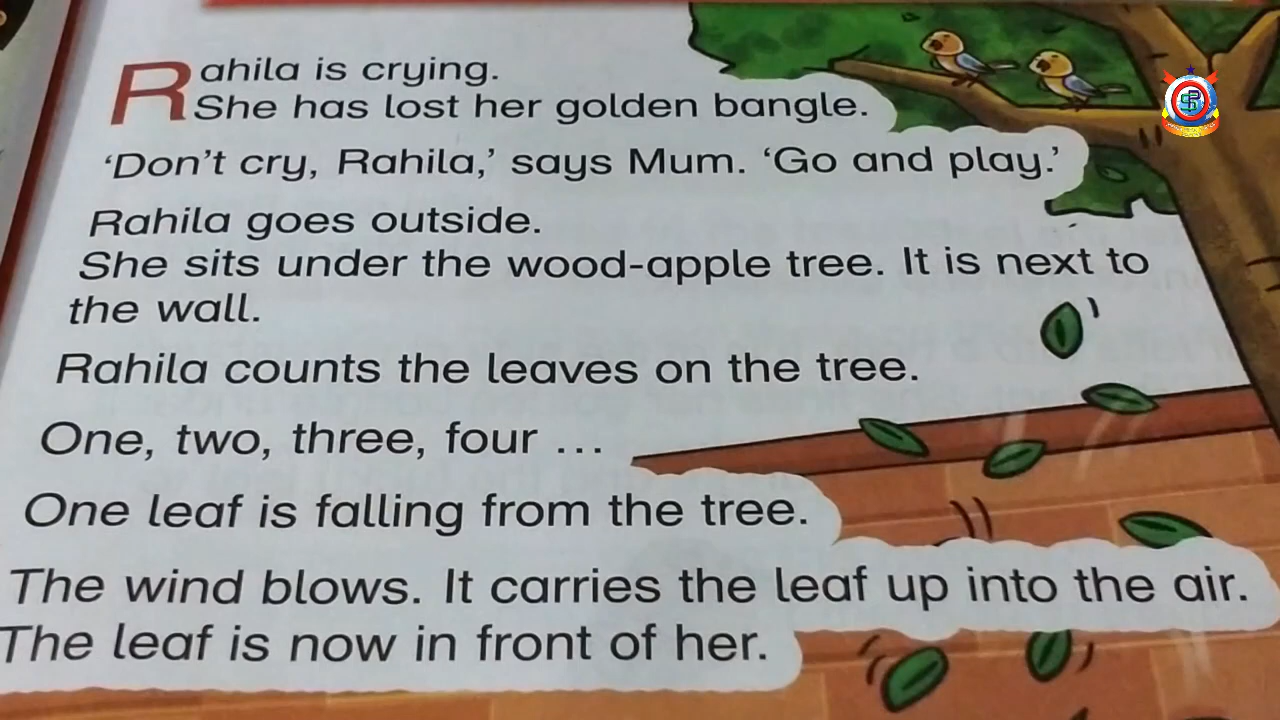 Rahila is crying.
She has lost her golden bangle.
‘Don’t cry, Rahila,’ says Mum. ‘Go and play.’
Rahila goes outside.
She sits under the wood-apple tree. It is next to
the wall.
Rahila counts the leaves on the tree.
One, two, three, four ...
One leaf is falling from the tree.
The wind blows. It carries the leaf up into the air.
The leaf is now in front of her.